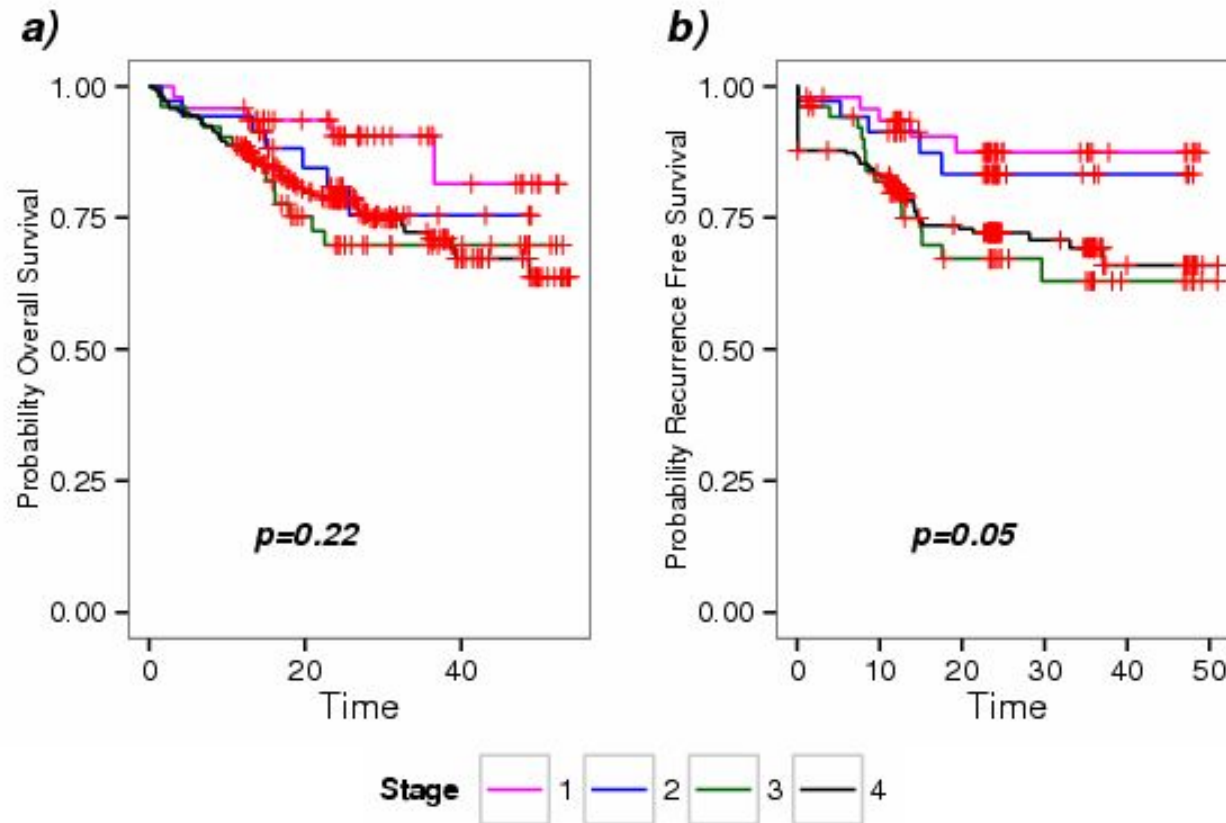 a)
Probability Overall Survival
1.00
0.75
0.50
0.25
0.00
p=0.22
0 20 40
Time
b)
Probability Recurrence Free Survival
1.00
0.75
0.50
0.25
0.00
p=0.05
0 10 20 30 40 50
Time
Stage 1 2 3 4